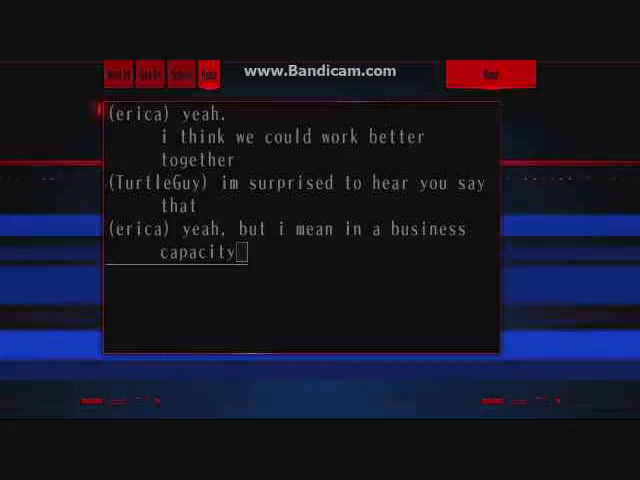 www.Bandicam.com
(erica) yeah.
i think we could work better
together
(TurtleGuy) im surprised to hear you say
that
(erica) yeah, but i mean in a business
capacity